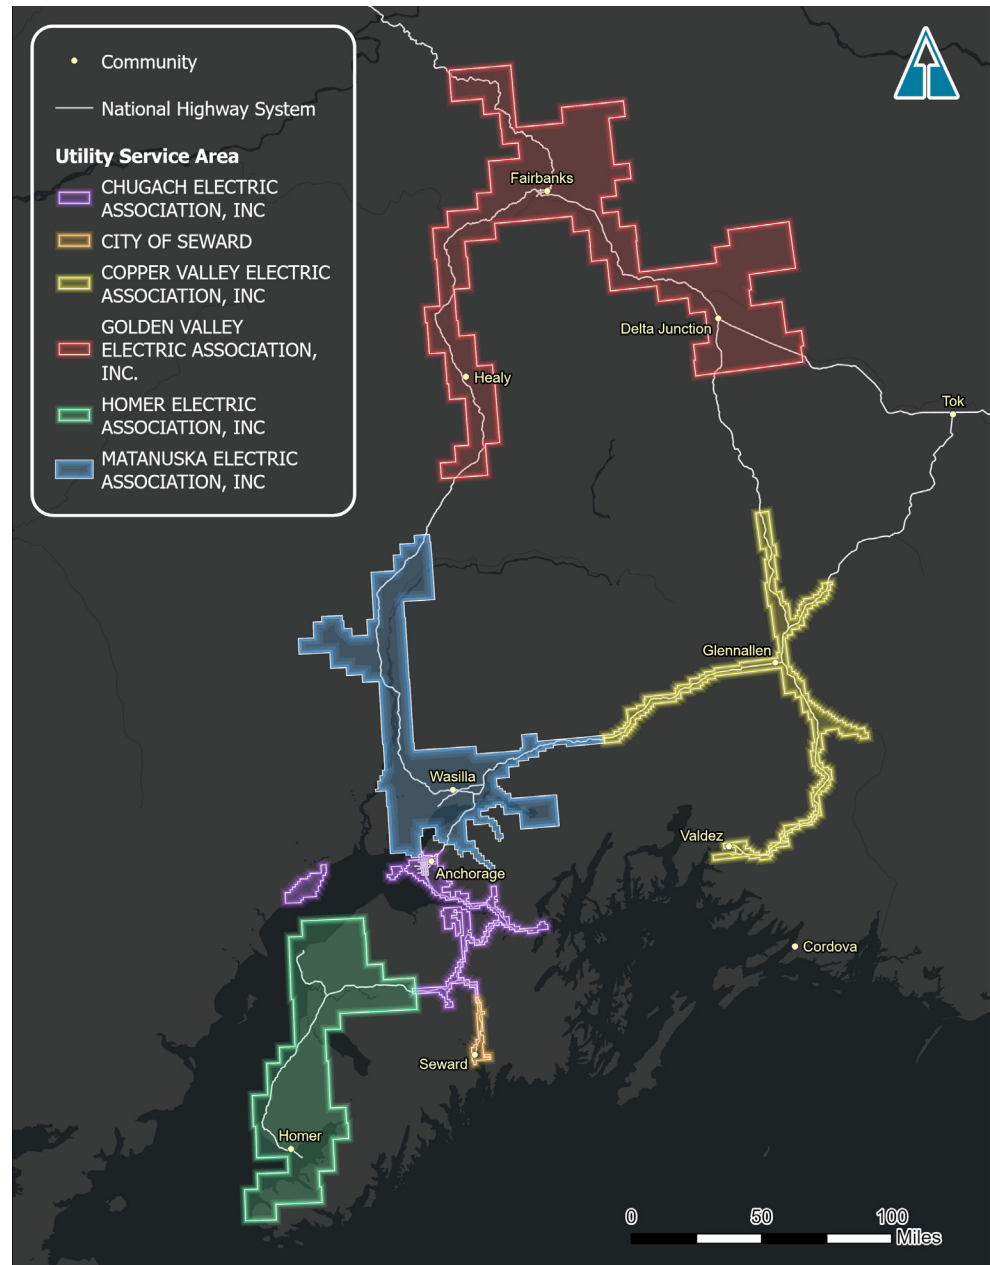 Community
National Highway System
Utility Service Area
CHUGACH ELECTRIC
ASSOCIATION, INC
CITY OF SEWARD
COPPER VALLEY ELECTRIC
ASSOCIATION, INC
GOLDEN VALLEY
ELECTRIC ASSOCIATION,
INC.
HOMER ELECTRIC
ASSOCIATION, INC
MATANUSKA ELECTRIC
ASSOCIATION, INC
Fairbanks
Delta Junction
Healy
Tok
Glennallen
Wasilla
Valdez
Anchorage
Cordova
Seward
Homer
0 50 100
Miles